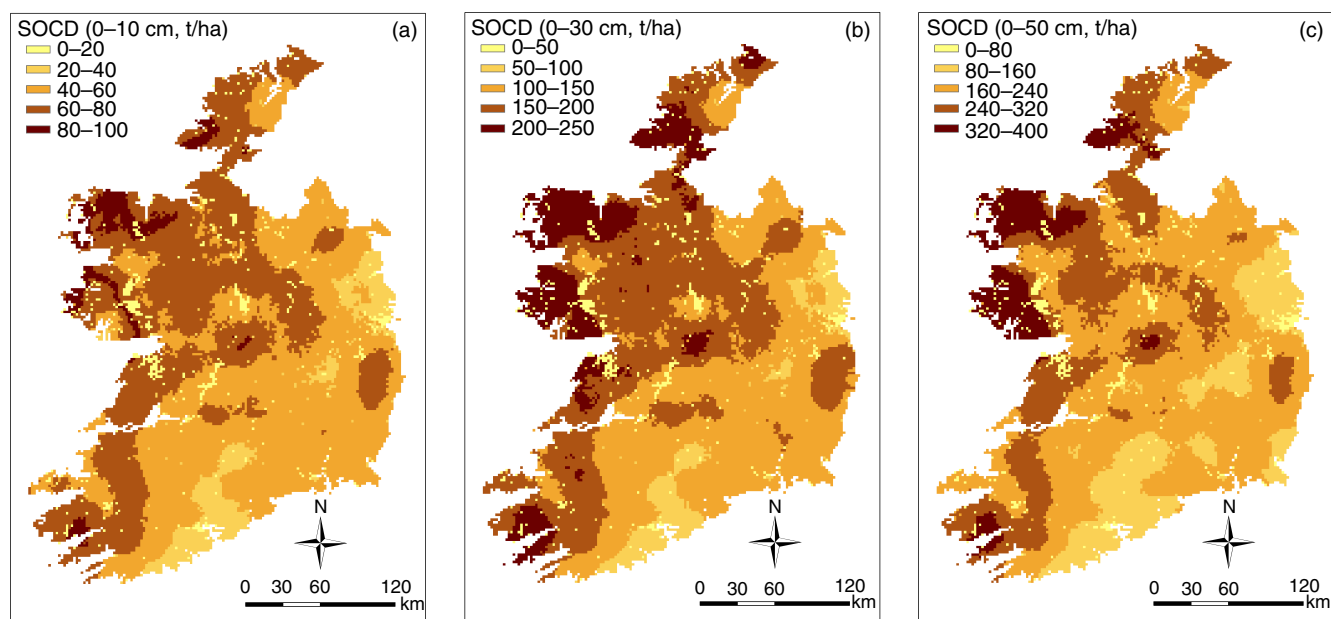 SOCD (0–10 cm, t/ha) (a)
0–20
20–40
40–60
60–80
80–100
N
0 30 60 120
km
SOCD (0–30 cm, t/ha) (b)
0–50
50–100
100–150
150–200
200–250
N
0 30 60 120
km
SOCD (0–50 cm, t/ha) (c)
0–80
80–160
160–240
240–320
320–400
N
0 30 60 120
km